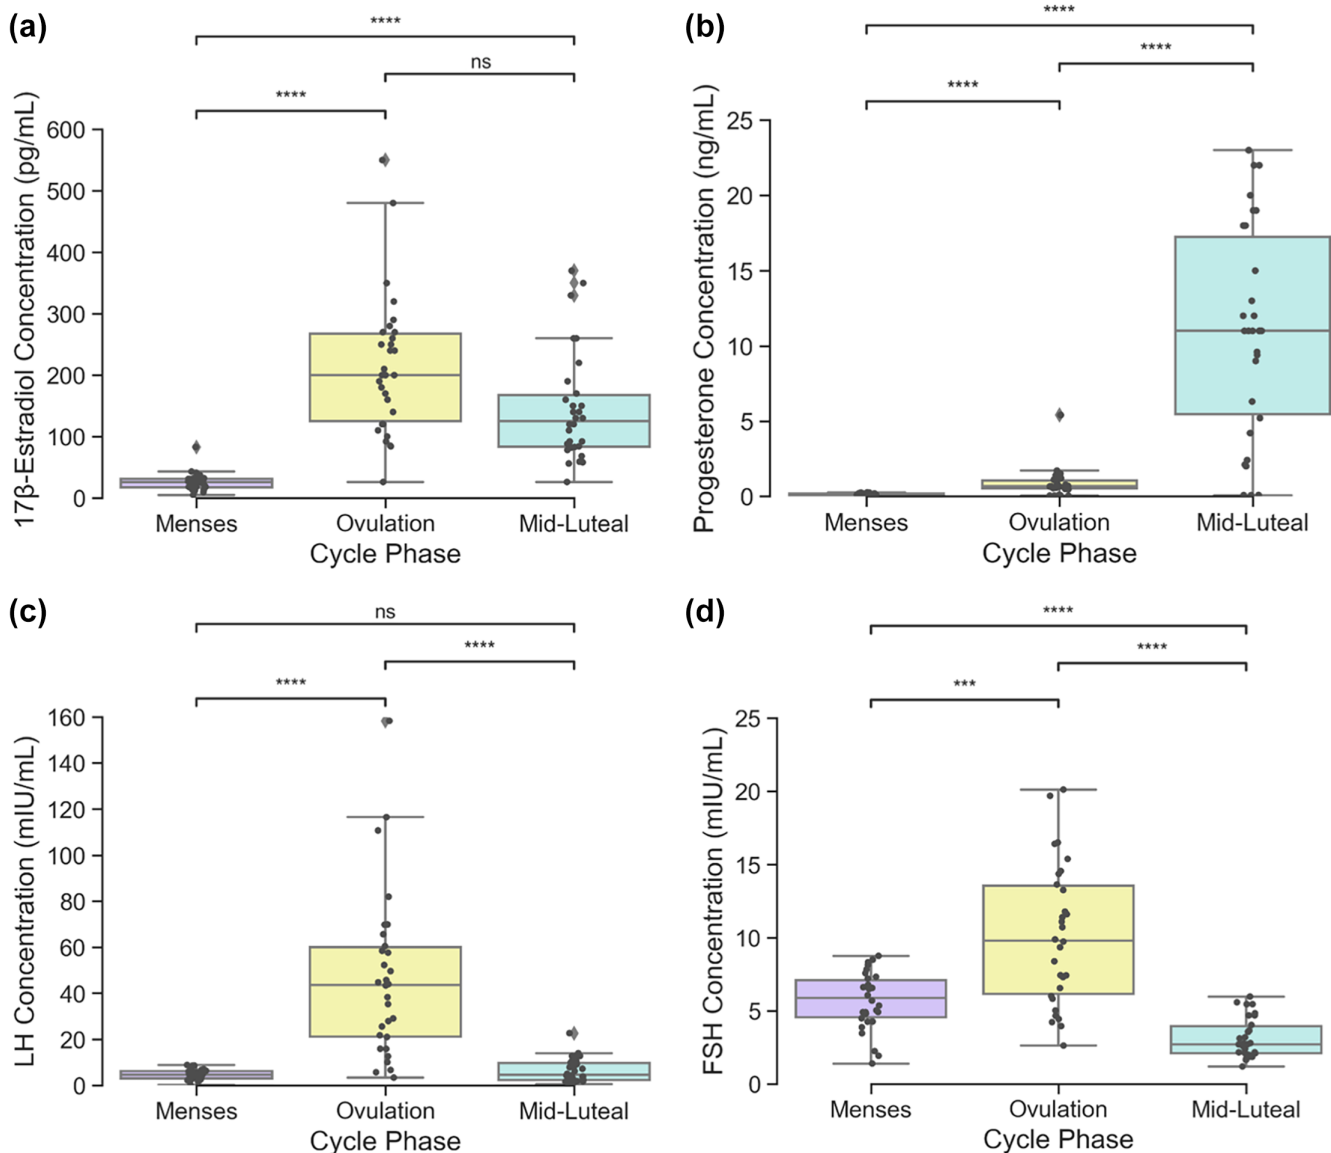 (a)
****
ns
****
17β-Estradiol Concentration (pg/mL)
600
500
400
300
200
100
0
Menses Ovulation Mid-Luteal
Cycle Phase
(b)
****
****
****
Progesterone Concentration (ng/mL)
25
20
15
10
5
0
Menses Ovulation Mid-Luteal
Cycle Phase
(c)
ns
****
****
LH Concentration (mIU/mL)
160
140
120
100
80
60
40
20
0
Menses Ovulation Mid-Luteal
Cycle Phase
(d)
****
****
***
FSH Concentration (mIU/mL)
25
20
15
10
5
0
Menses Ovulation Mid-Luteal
Cycle Phase